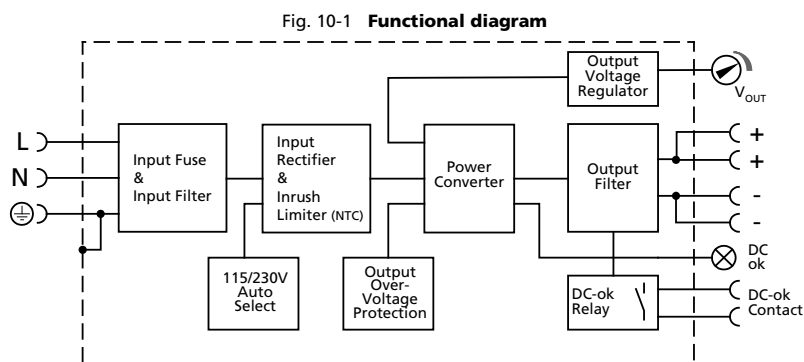 Fig. 10-1 Functional diagram
Output
Voltage
Regulator
V_OUT
L
N
Input Fuse
&
Input Filter
Input
Rectifier
&
Inrush
Limiter (NTC)
Power
Converter
Output
Filter
+
+
-
-
DC
ok
115/230V
Auto
Select
Output
Over-
Voltage
Protection
DC-ok
Relay
DC-ok
Contact